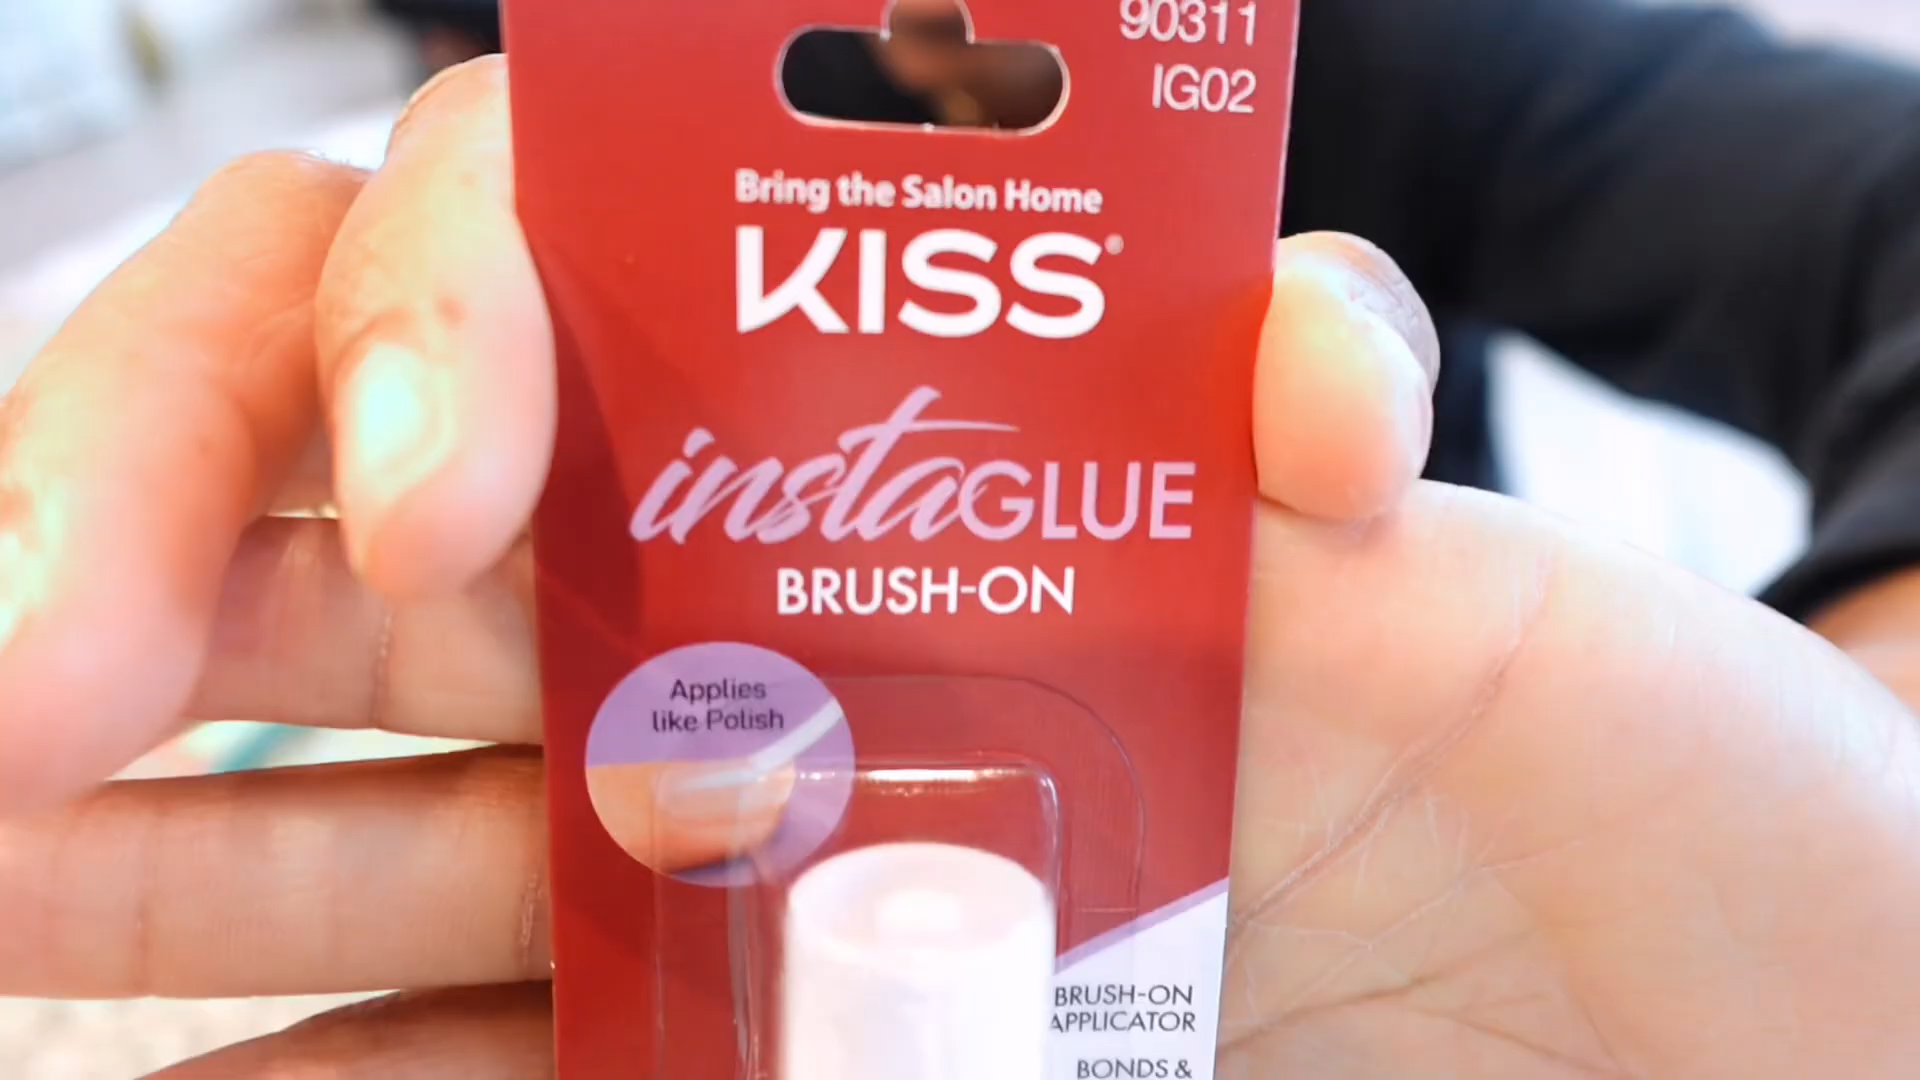 90311
IG02
Bring the Salon Home
KISS®
instaGLUE
BRUSH-ON
Applies
like Polish
BRUSH-ON
APPLICATOR
BONDS &